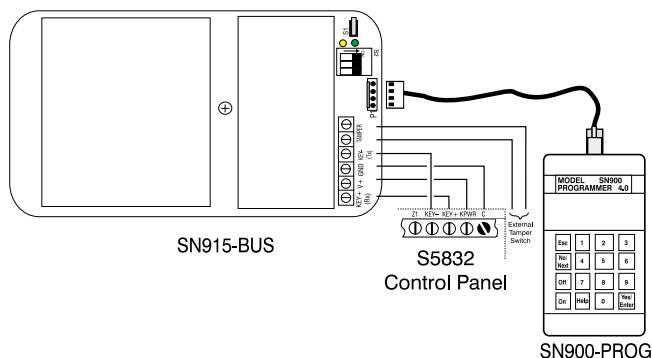 S1
S2
P1
TAMPER
KEY- (Tx)
GND
V+
KEY+ (Rx)
SN915-BUS
Z1 KEY- KEY+ KPWR C
External
Tamper
Switch
S5832
Control Panel
MODEL SN900
PROGRAMMER 4.0
Esc 1 2 3
No/
Next 4 5 6
Off 7 8 9
On Help 0 Yes/
Enter
SN900-PROG